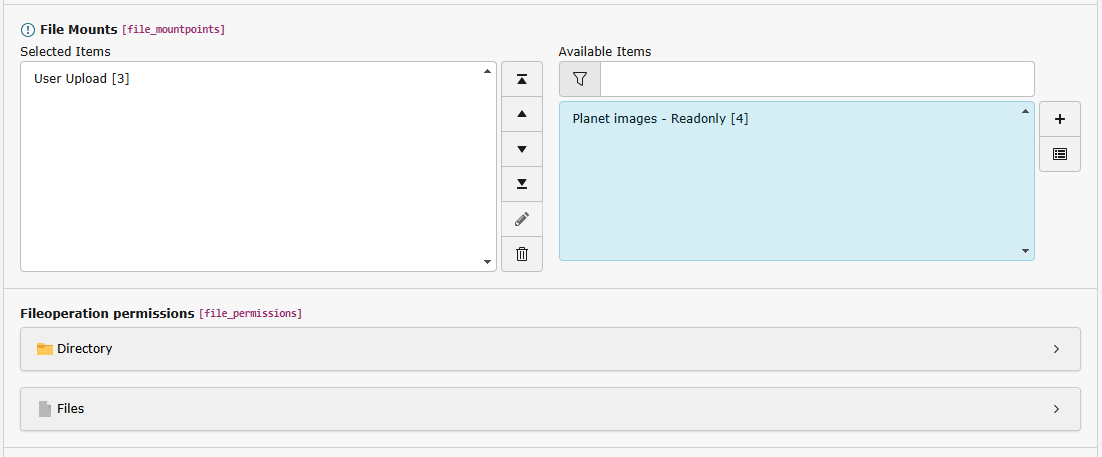 File Mounts [file_mountpoints]
Selected Items
User Upload [3]
Available Items
Planet images - Readonly [4]
Fileoperation permissions [file_permissions]
Directory
Files